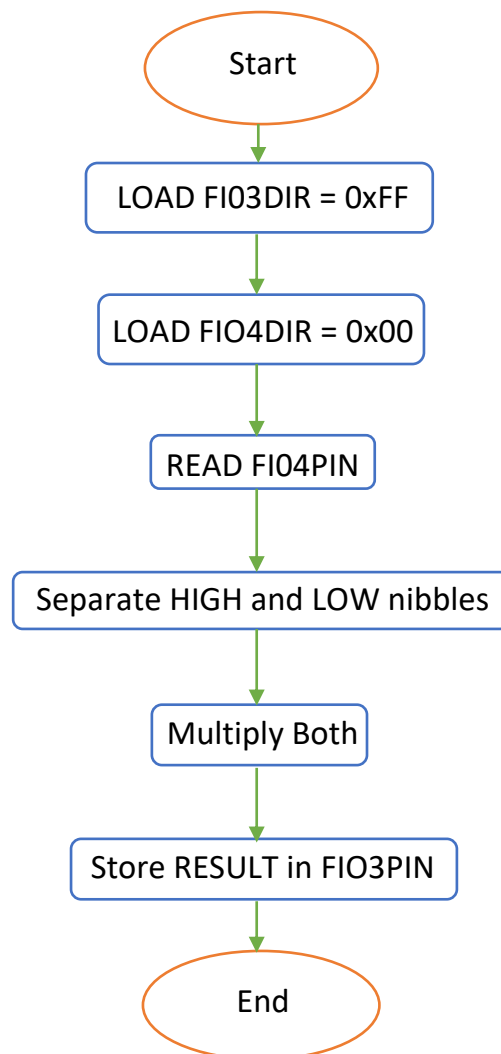 Start
LOAD FI03DIR = 0xFF
LOAD FIO4DIR = 0x00
READ FI04PIN
Separate HIGH and LOW nibbles
Multiply Both
Store RESULT in FIO3PIN
End